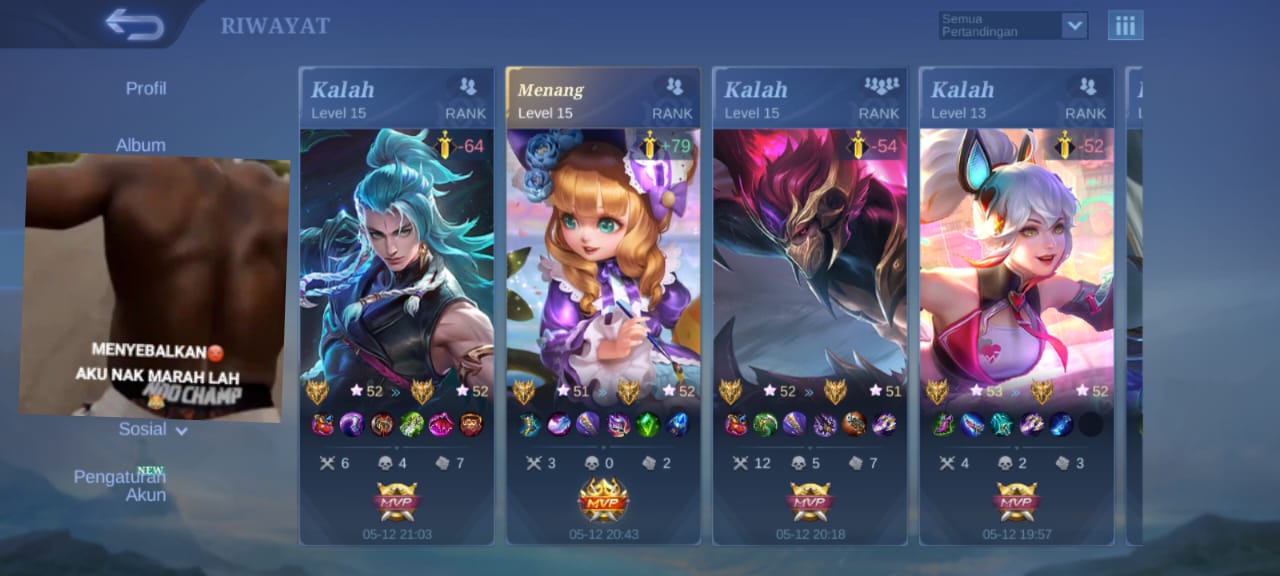 RIWAYAT
Semua
Pertandingan
Profil
Album
MENYEBALKAN😡
AKU NAK MARAH LAH
Sosial
NEW
Pengaturan
Akun
Kalah
Level 15
RANK
-64
52 » 52
6 4 7
MVP
05-12 21:03
Menang
Level 15
RANK
+79
51 » 52
3 0 2
MVP
05-12 20:43
Kalah
Level 15
RANK
-54
52 » 51
12 5 7
MVP
05-12 20:18
Kalah
Level 13
RANK
-52
53 » 52
4 2 3
MVP
05-12 19:57